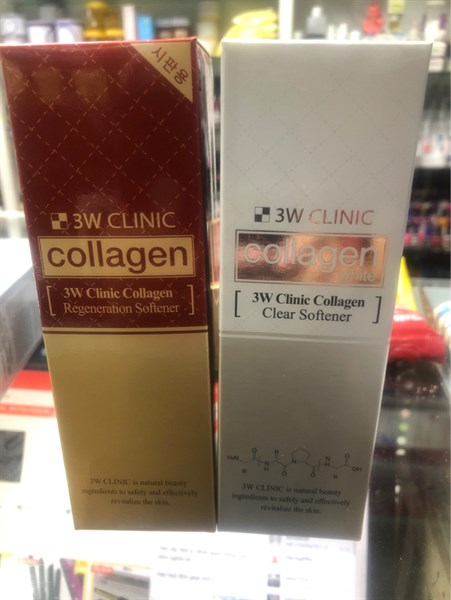 시판용
3W CLINIC
collagen
3W Clinic Collagen
Regeneration Softener
3W CLINIC is natural beauty
ingredients to safely and effectively
revitalize the skin.
3W CLINIC
collagen
white
3W Clinic Collagen
Clear Softener
3W CLINIC is natural beauty
ingredients to safely and effectively
revitalize the skin.